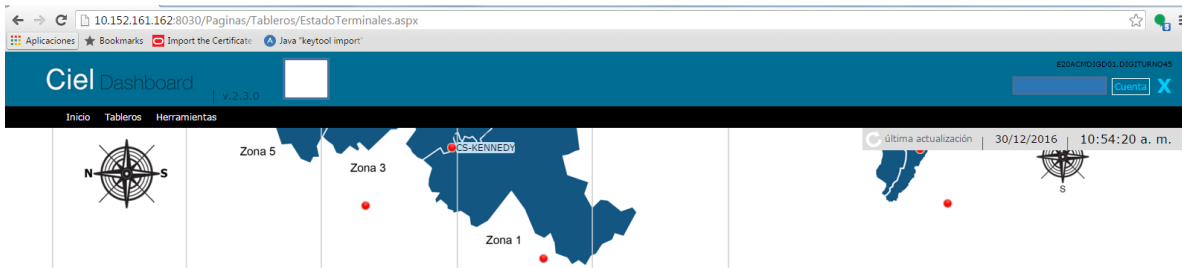 10.152.161.162:8030/Paginas/Tableros/EstadoTerminales.aspx
Aplicaciones Bookmarks Import the Certificate Java "keytool import"
E20ACMDIGD01.DIGITURNO45
Ciel Dashboard v.2.3.0
Cuenta X
Inicio Tableros Herramientas
última actualización | 30/12/2016 | 10:54:20 a. m.
N S
Zona 5
CS-KENNEDY
Zona 3
S
Zona 1